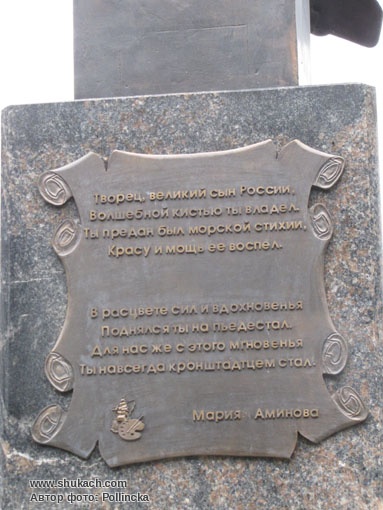 Творец, великий сын России,
Волшебной кистью ты владел.
Ты предан был морской стихии,
Красу и мощь ее воспел.
В расцвете сил и вдохновенья
Поднялся ты на пьедестал.
Для нас же с этого мгновенья
Ты навсегда кронштадтцем стал!
Мария Аминова
www.shukach.com
Автор фото: Pollincka